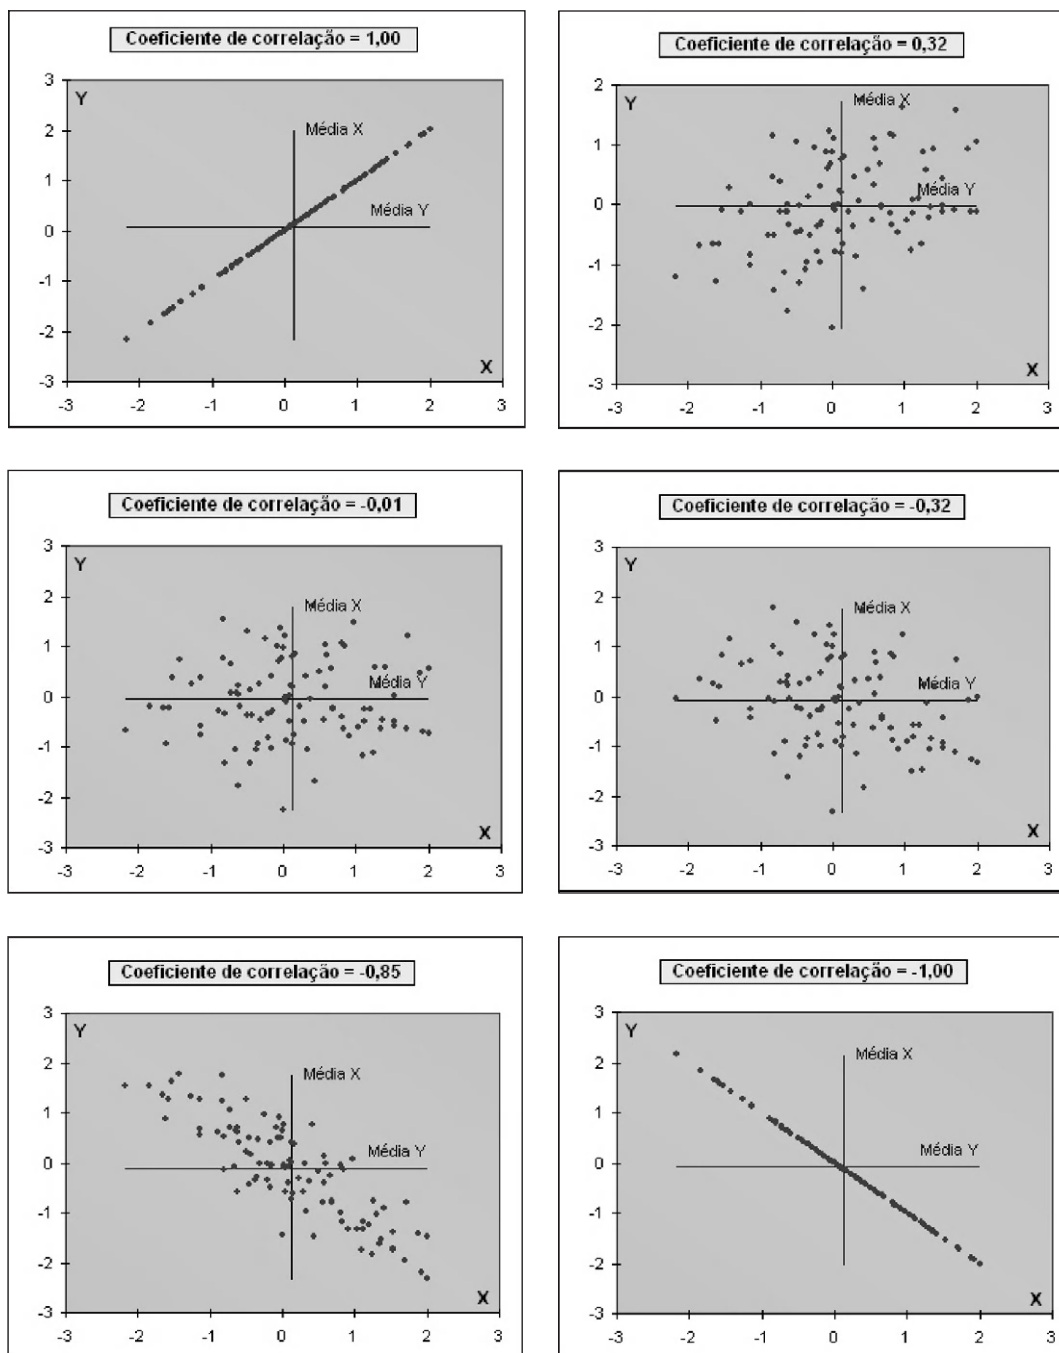 Coeficiente de correlação = 1,00
3
Y
2
Média X
1
Média Y
0
-1
-2
X
-3
-3 -2 -1 0 1 2 3
Coeficiente de correlação = 0,32
2
Y
Média X
1
Média Y
0
-1
-2
X
-3
-3 -2 -1 0 1 2 3
Coeficiente de correlação = -0,01
3
Y
2
Média X
1
Média Y
0
-1
-2
X
-3
-3 -2 -1 0 1 2 3
Coeficiente de correlação = -0,32
3
Y
2
Média X
1
Média Y
0
-1
-2
X
-3
-3 -2 -1 0 1 2 3
Coeficiente de correlação = -0,85
3
Y
2
Média X
1
Média Y
0
-1
-2
X
-3
-3 -2 -1 0 1 2 3
Coeficiente de correlação = -1,00
3
Y
2
Média X
1
Média Y
0
-1
-2
X
-3
-3 -2 -1 0 1 2 3